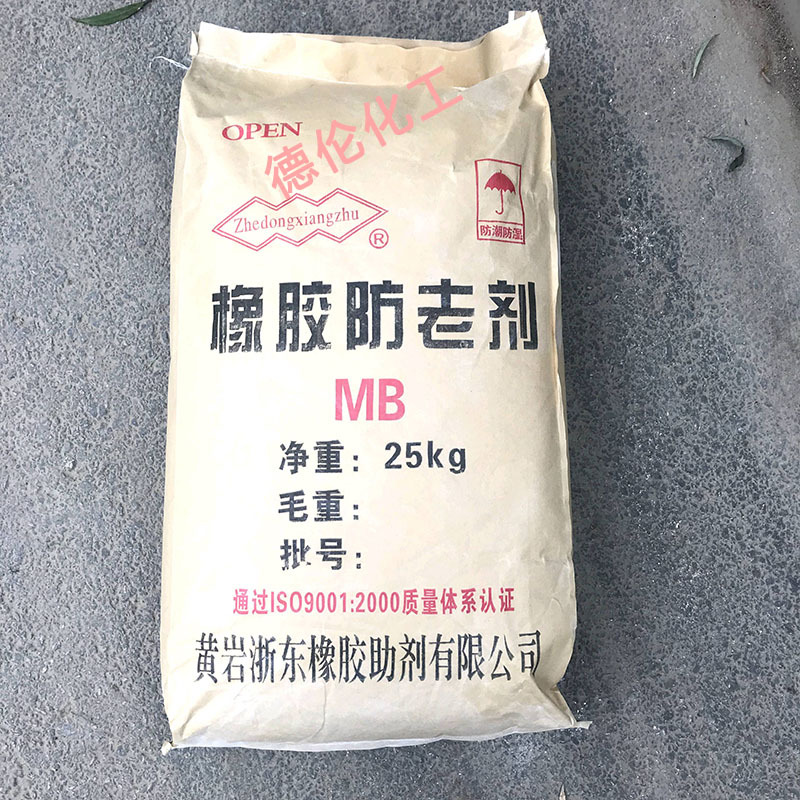 OPEN
德伦化工
Zhedongxiangzhu
®
防潮防湿
橡胶防老剂
MB
净重：25kg
毛重：
批号：
通过ISO9001:2000质量体系认证
黄岩浙东橡胶助剂有限公司